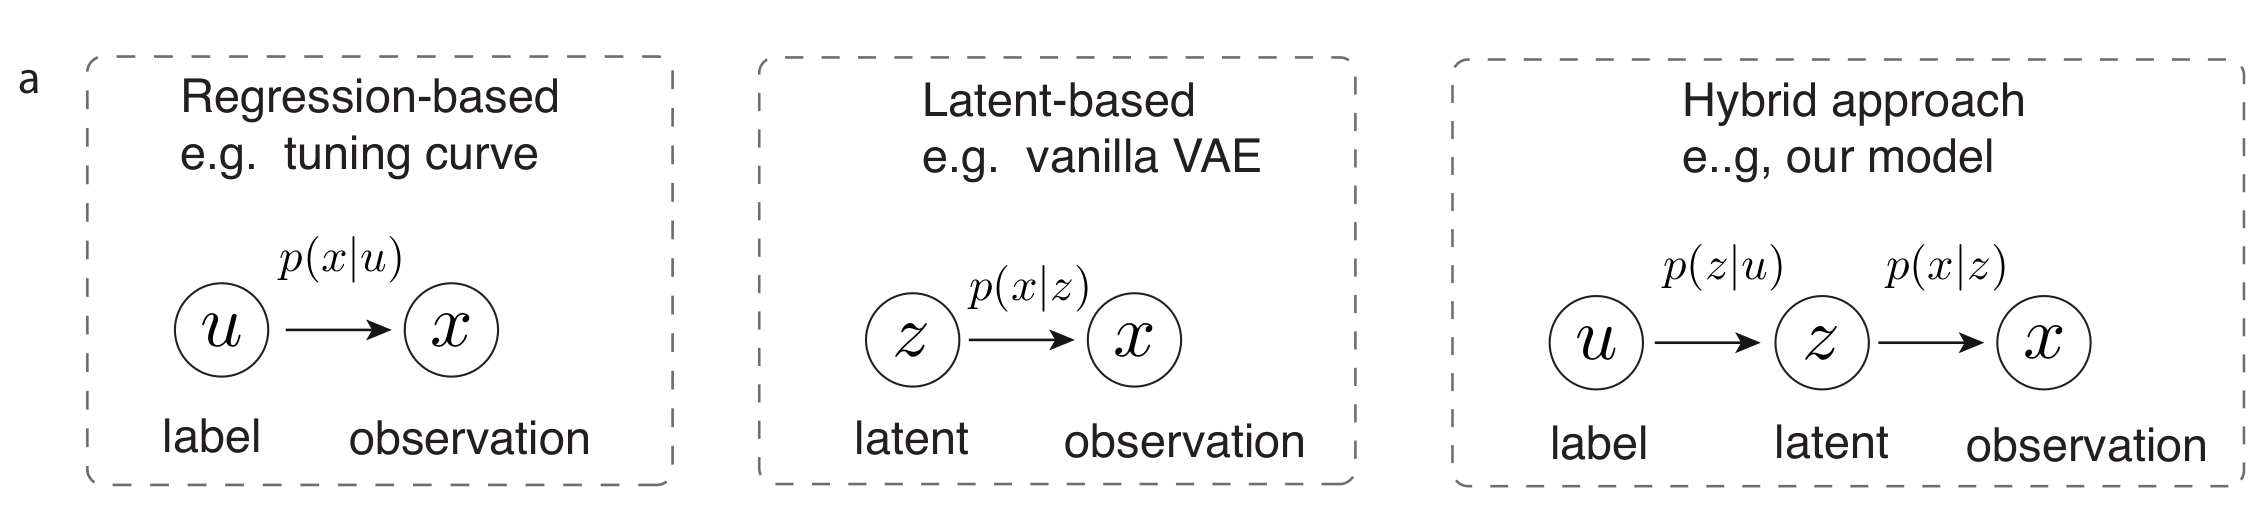 a
Regression-based
e.g. tuning curve
p(x|u)
u
x
label
observation
Latent-based
e.g. vanilla VAE
p(x|z)
z
x
latent
observation
Hybrid approach
e..g, our model
p(z|u)
p(x|z)
u
z
x
label
latent
observation